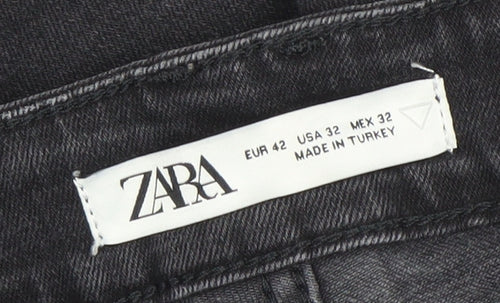 ZARA
EUR 42 USA 32 MEX 32
MADE IN TURKEY